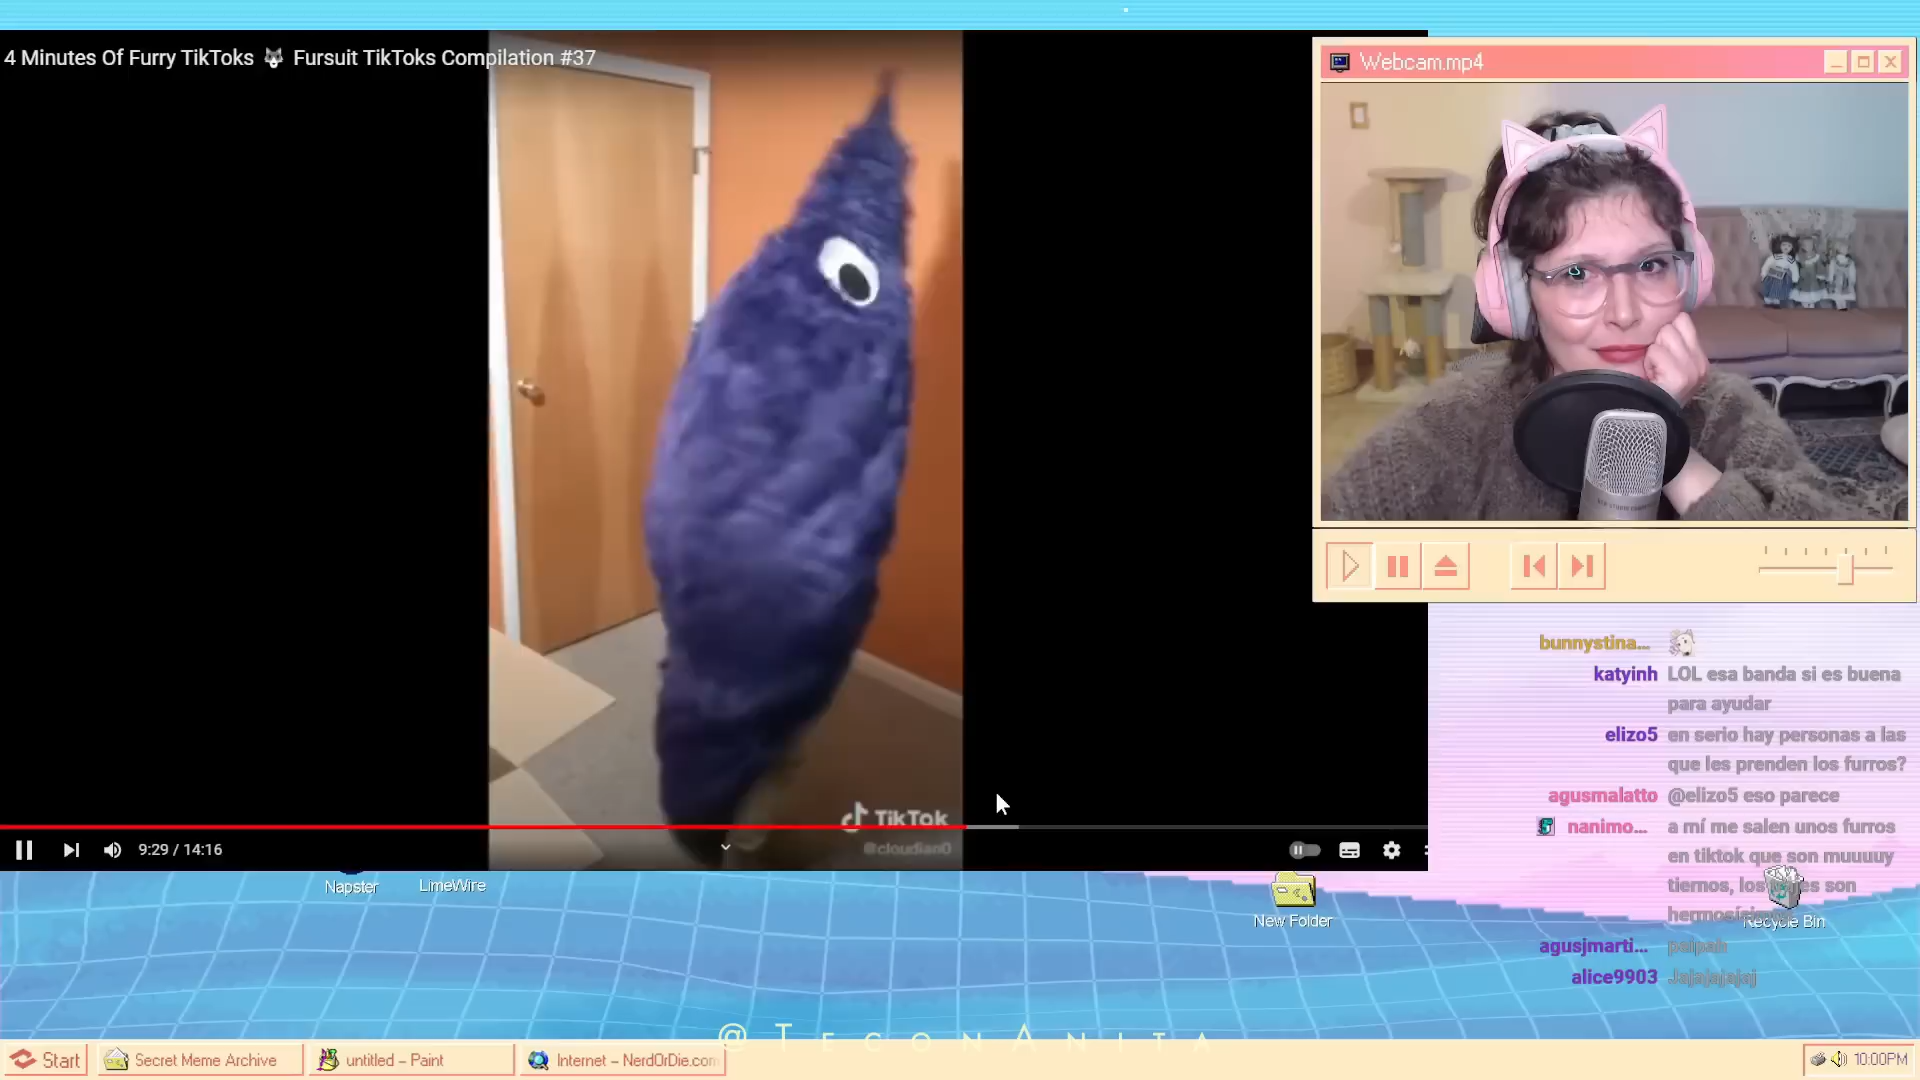 4 Minutes Of Furry TikToks 🐺 Fursuit TikToks Compilation #37
Webcam.mp4
TikTok
@cloudian0
9:29 / 14:16
bunnystina...
katyinh LOL esa banda si es buena
para ayudar
elizo5 en serio hay personas a las
que les prenden los furros?
agusmalatto @elizo5 eso parece
nanimo... a mí me salen unos furros
en tiktok que son muuuuy
tiernos, los son
agusjmarti...
alice9903 Jajajajajaj
Napster
LimeWire
New Folder
Recycle Bin
@TeconAnita
Start
Secret Meme Archive
untitled – Paint
Internet – NerdOrDie.com
10:00PM